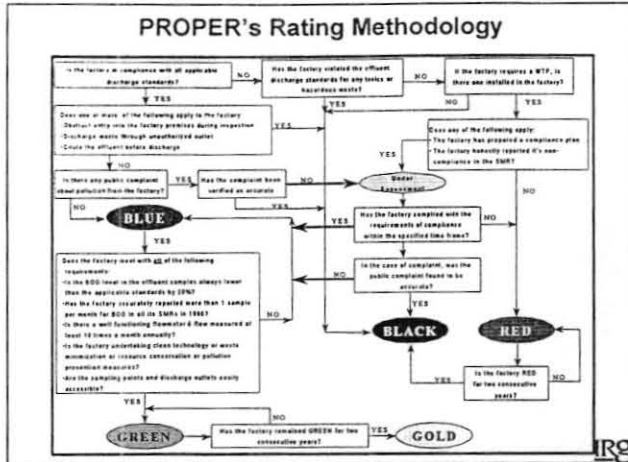 PROPER's Rating Methodology
Is the factory in compliance with all applicable
discharge standards?
NO
Has the factory violated the effluent
discharge standards for any toxics or
hazardous waste?
NO
If the factory requires a WTP, is
there one installed in the factory?
YES
YES
NO
YES
Does one or more of the following apply to the factory
•Obstruct entry into the factory premises during inspection
•Discharge waste through unauthorized outlet
•Dilute the effluent before discharge
YES
Does any of the following apply:
• The factory has prepared a compliance plan
• The factory honestly reported it's non-
compliance in the SMR?
NO
YES
NO
Is there any public complaint
about pollution from the factory?
YES
Has the complaint been
verified as accurate
NO
Under
Assessment
NO
YES
BLUE
YES
Has the factory complied with the
requirements of compliance
within the specified time frame?
NO
YES
YES
Does the factory meet with all of the following
requirements:
•Is the BOD level in the effluent samples always lower
than the applicable standards by 20%?
•Has the factory accurately reported more than 1 sample
per month for BOD in all its SMRs in 1998?
•Is there a well functioning flowmeter & flow measured at
least 10 times a month annually?
•Is the factory undertaking clean technology or waste
minimization or resource conservation or pollution
prevention measures?
•Are the sampling points and discharge outlets easily
accessible?
NO
NO
In the case of complaint, was the
public complaint found to be
accurate?
YES
BLACK
RED
YES
Is the factory RED
for two consecutive
years?
NO
YES
NO
GREEN
Has the factory remained GREEN for two
consecutive years?
YES
GOLD
IRG